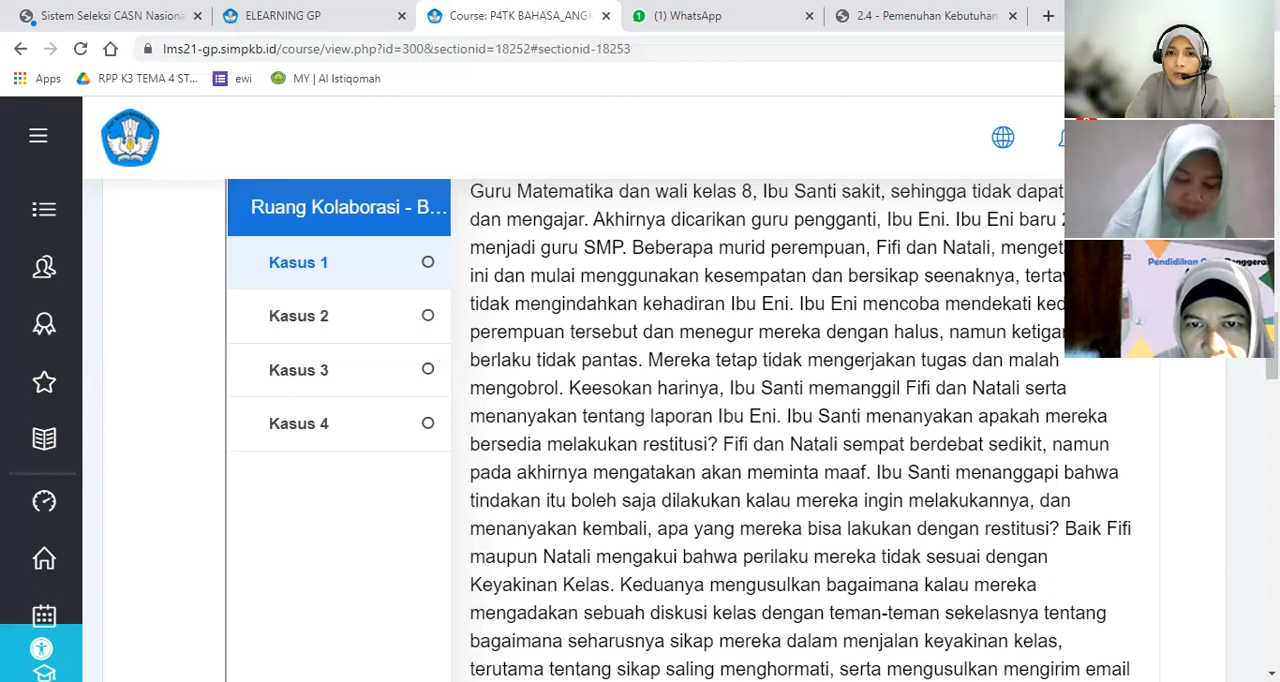 Sistem Seleksi CASN Nasiona
ELEARNING GP
Course: P4TK BAHASA_ANG
(1) WhatsApp
2.4 - Pemenuhan Kebutuhan
lms21-gp.simpkb.id/course/view.php?id=300&sectionid=18252#sectionid-18253
Apps
RPP K3 TEMA 4 ST...
ewi
MY | Al Istiqomah
Pendidikan Guru Penggerak
Ruang Kolaborasi - B...
Kasus 1
Kasus 2
Kasus 3
Kasus 4
Guru Matematika dan wali kelas 8, Ibu Santi sakit, sehingga tidak dapat
dan mengajar. Akhirnya dicarikan guru pengganti, Ibu Eni. Ibu Eni baru
menjadi guru SMP. Beberapa murid perempuan, Fifi dan Natali,
ini dan mulai menggunakan kesempatan dan bersikap seenaknya,
tidak mengindahkan kehadiran Ibu Eni. Ibu Eni mencoba mendekati
perempuan tersebut dan menegur mereka dengan halus, namun
berlaku tidak pantas. Mereka tetap tidak mengerjakan tugas dan malah
mengobrol. Keesokan harinya, Ibu Santi memanggil Fifi dan Natali serta
menanyakan tentang laporan Ibu Eni. Ibu Santi menanyakan apakah mereka
bersedia melakukan restitusi? Fifi dan Natali sempat berdebat sedikit, namun
pada akhirnya mengatakan akan meminta maaf. Ibu Santi menanggapi bahwa
tindakan itu boleh saja dilakukan kalau mereka ingin melakukannya, dan
menanyakan kembali, apa yang mereka bisa lakukan dengan restitusi? Baik Fifi
maupun Natali mengakui bahwa perilaku mereka tidak sesuai dengan
Keyakinan Kelas. Keduanya mengusulkan bagaimana kalau mereka
mengadakan sebuah diskusi kelas dengan teman-teman sekelasnya tentang
bagaimana seharusnya sikap mereka dalam menjalan keyakinan kelas,
terutama tentang sikap saling menghormati, serta mengusulkan mengirim email